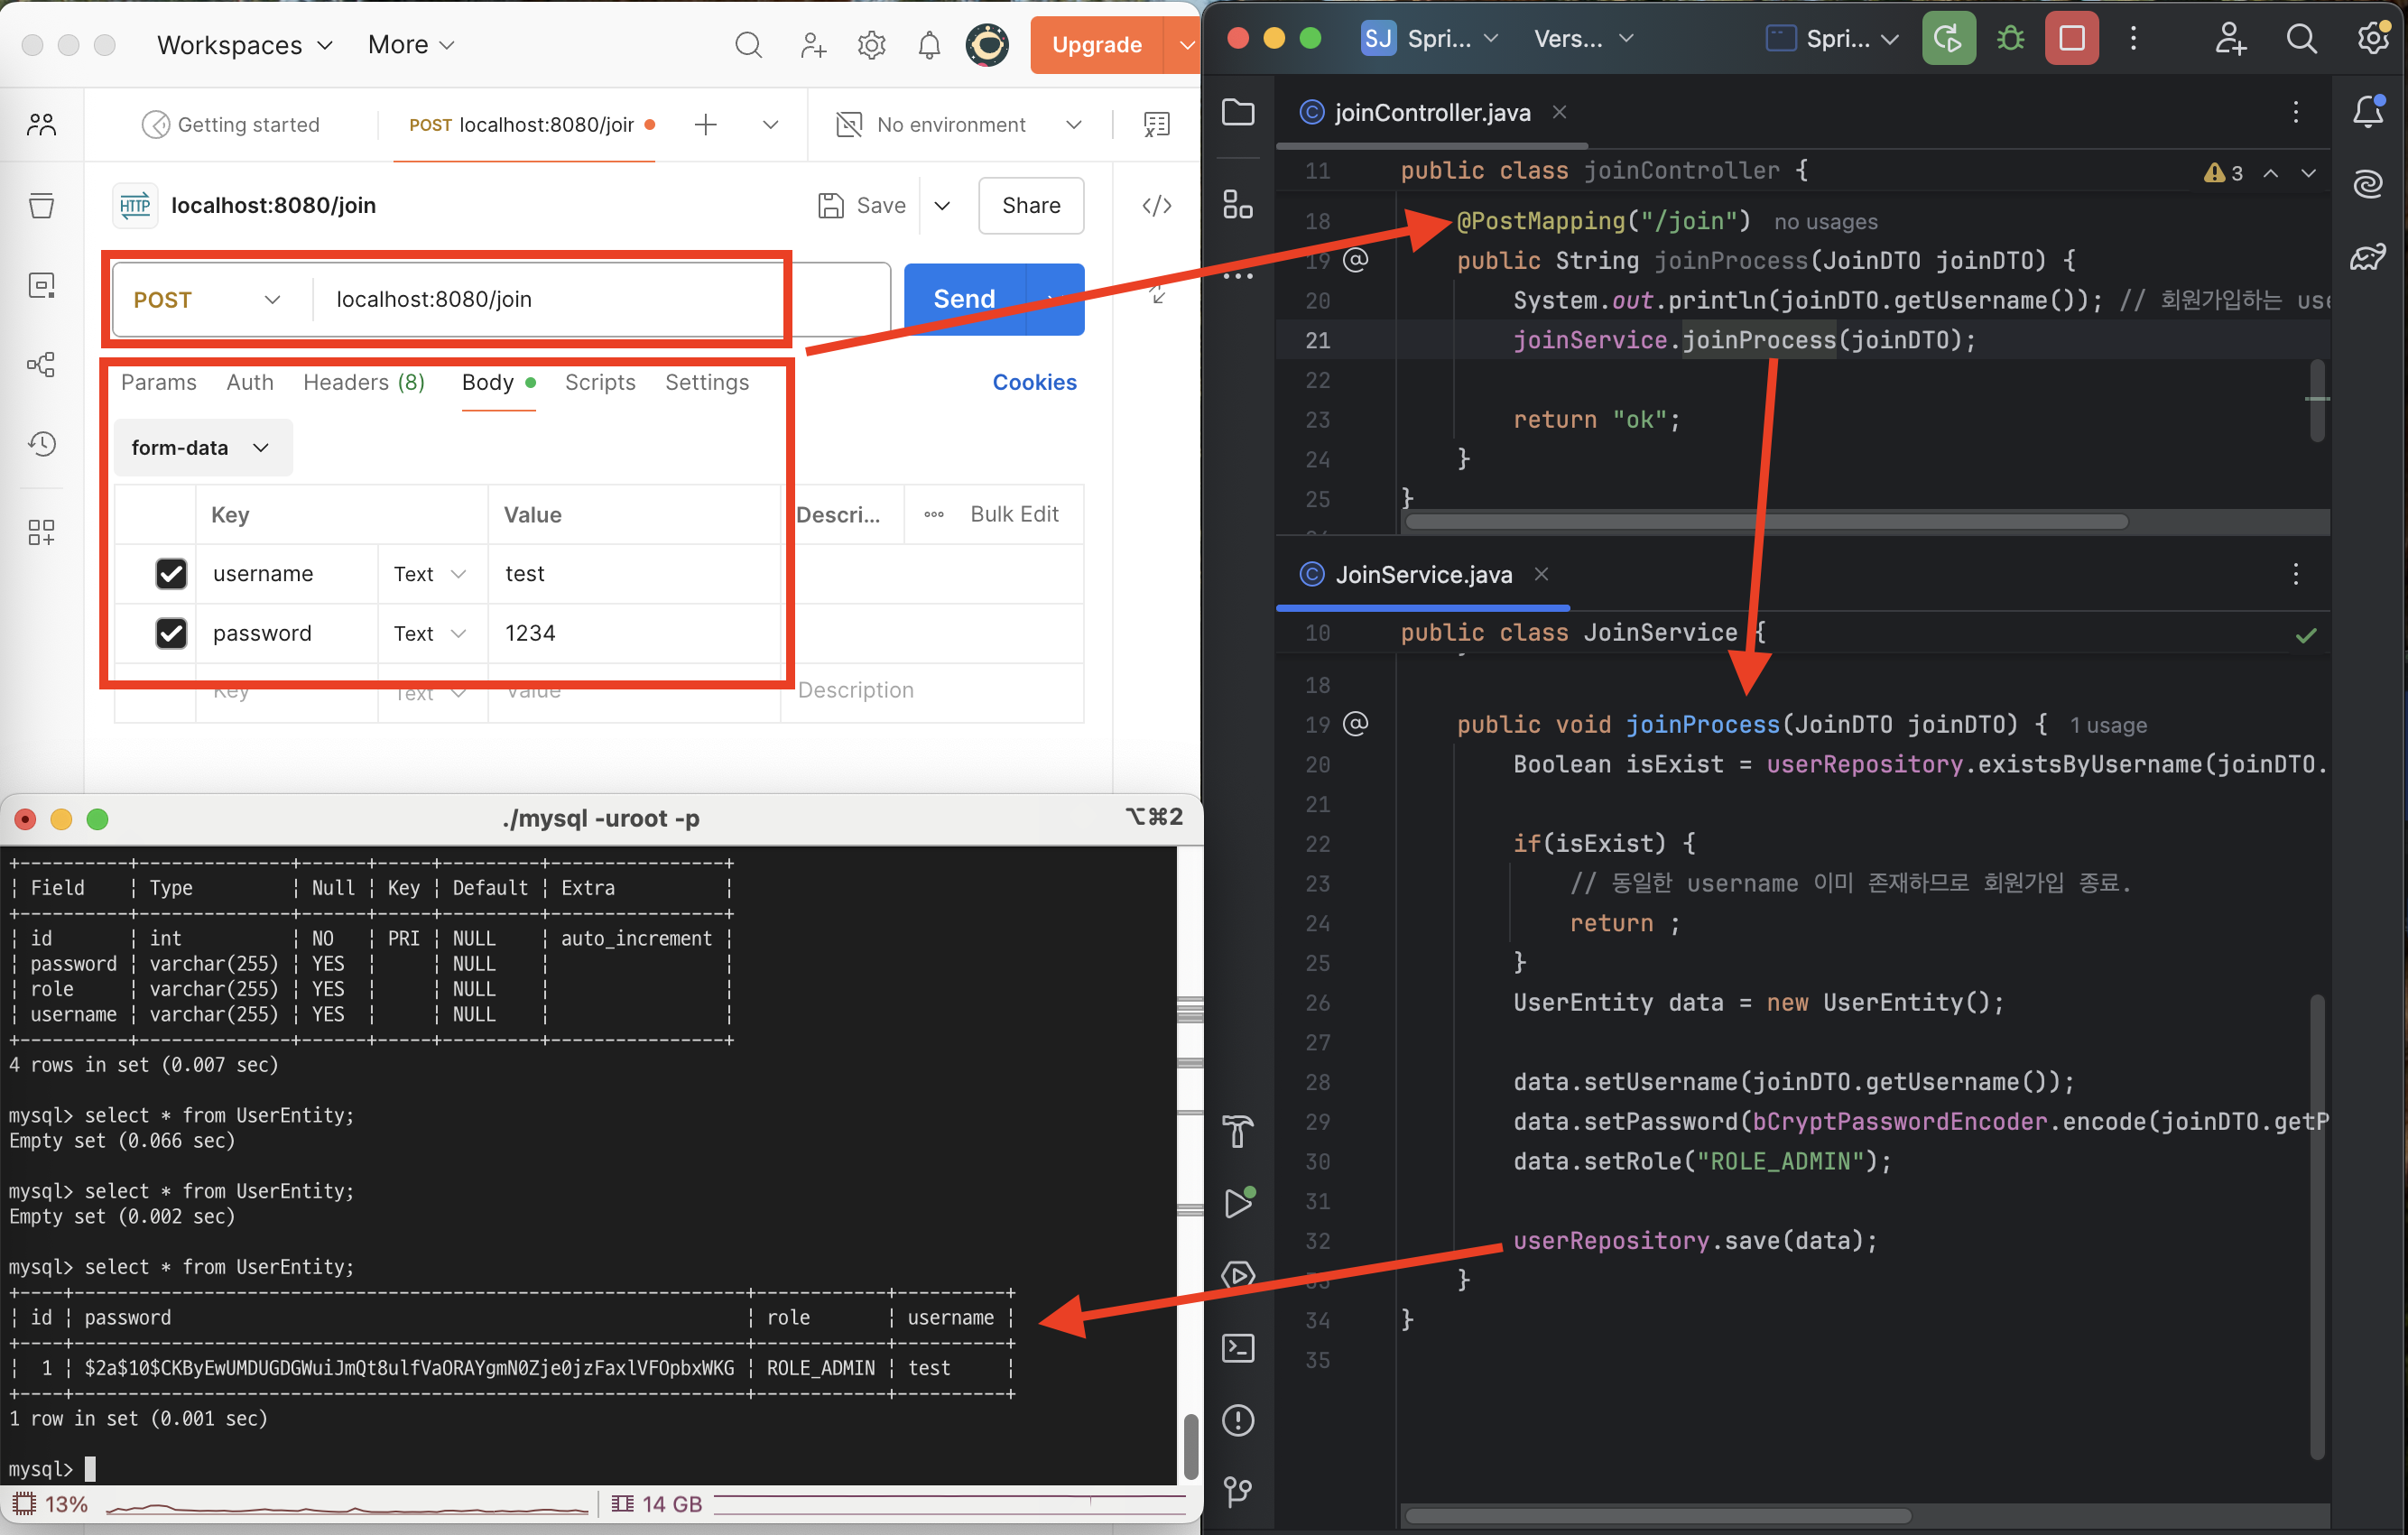 Workspaces
More
Upgrade
Getting started
POST localhost:8080/joir
No environment
HTTP
localhost:8080/join
Save
Share
POST
localhost:8080/join
Send
Params
Auth
Headers (8)
Body
Scripts
Settings
Cookies
form-data
Key
Value
Descri...
Bulk Edit
username
Text
test
password
Text
1234
Key
Text
Value
Description
./mysql -uroot -p
⌥⌘2
+----------+--------------+------+-----+---------+----------------+
| Field    | Type         | Null | Key | Default | Extra          |
+----------+--------------+------+-----+---------+----------------+
| id       | int          | NO   | PRI | NULL    | auto_increment |
| password | varchar(255) | YES  |     | NULL    |                |
| role     | varchar(255) | YES  |     | NULL    |                |
| username | varchar(255) | YES  |     | NULL    |                |
+----------+--------------+------+-----+---------+----------------+
4 rows in set (0.007 sec)
mysql> select * from UserEntity;
Empty set (0.066 sec)
mysql> select * from UserEntity;
Empty set (0.002 sec)
mysql> select * from UserEntity;
| id | password | role | username |
| 1 | $2a$10$CKByEwUMDUGDGWuiJmQt8ulfVaORAYgmN0Zje0jzFaxlVFOpbxWKG | ROLE_ADMIN | test |
1 row in set (0.001 sec)
mysql>
13%
14 GB
SJ
Spri...
Vers...
Spri...
joinController.java
11 public class joinController {
3
18 @PostMapping("/join") no usages
19 public String joinProcess(JoinDTO joinDTO) {
20 System.out.println(joinDTO.getUsername()); // 회원가입하는 use
21 joinService.joinProcess(joinDTO);
22
23 return "ok";
24 }
25 }
JoinService.java
10 public class JoinService {
18
19 public void joinProcess(JoinDTO joinDTO) { 1 usage
20 Boolean isExist = userRepository.existsByUsername(joinDTO.
21
22 if(isExist) {
23 // 동일한 username 이미 존재하므로 회원가입 종료.
24 return ;
25 }
26 UserEntity data = new UserEntity();
27
28 data.setUsername(joinDTO.getUsername());
29 data.setPassword(bCryptPasswordEncoder.encode(joinDTO.getP
30 data.setRole("ROLE_ADMIN");
31
32 userRepository.save(data);
33 }
34 }
35